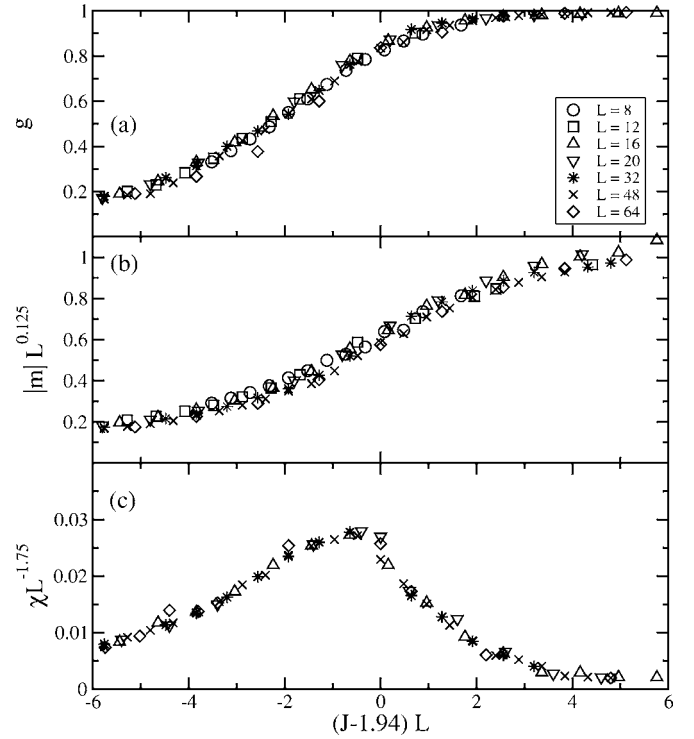 1
0.8
0.6
0.4
0.2
g
(a)
L = 8
L = 12
L = 16
L = 20
L = 32
L = 48
L = 64
1
0.8
0.6
0.4
0.2
|m| L^0.125
(b)
0.03
0.02
0.01
0
χL^-1.75
(c)
-6 -4 -2 0 2 4 6
(J-1.94) L